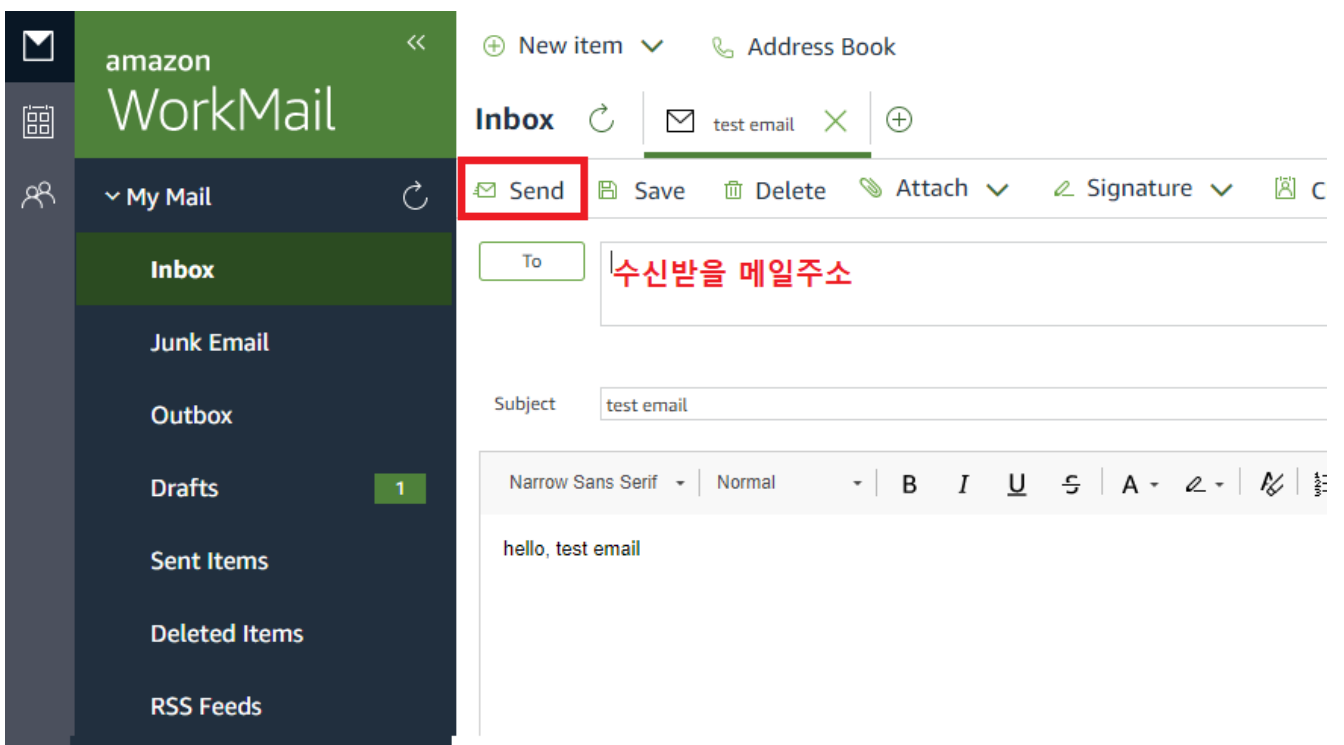 amazon
WorkMail
My Mail
Inbox
Junk Email
Outbox
Drafts 1
Sent Items
Deleted Items
RSS Feeds
New item Address Book
Inbox test email
Send Save Delete Attach Signature C
To 수신받을 메일주소
Subject test email
Narrow Sans Serif Normal B I U S A
hello, test email